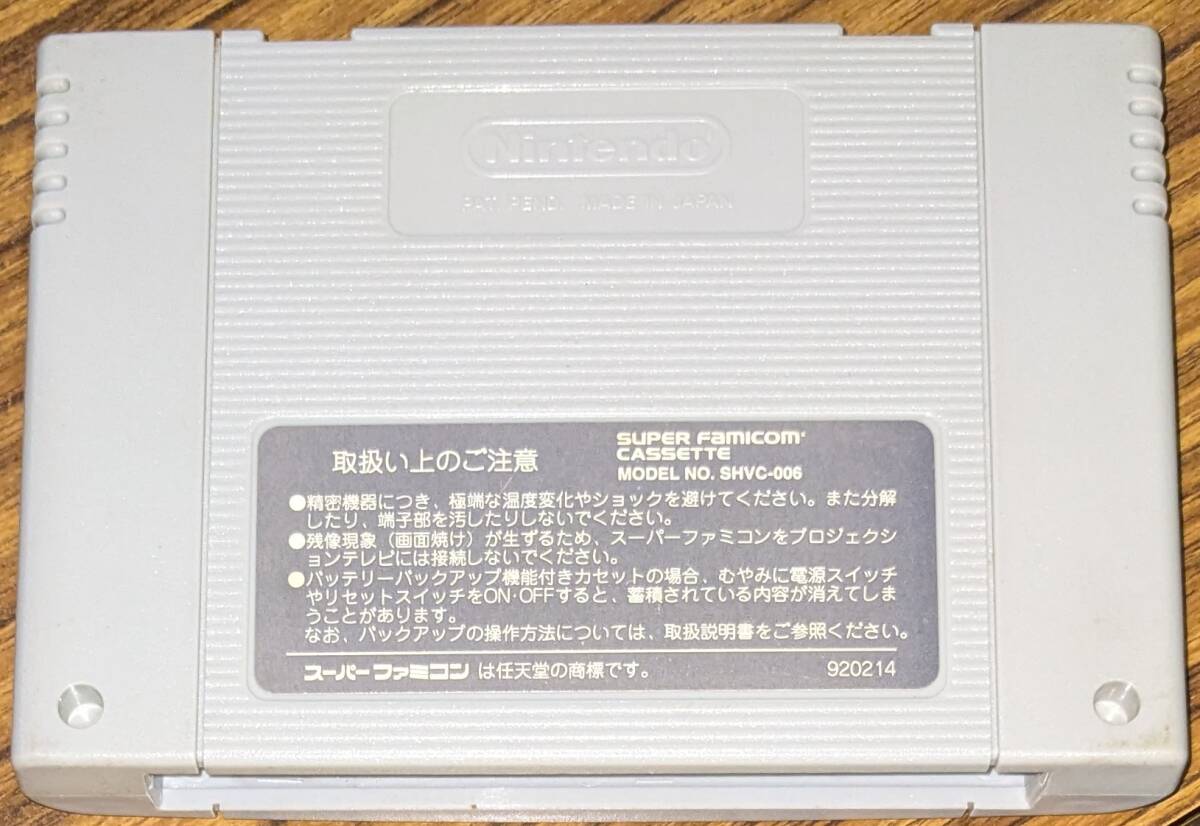 Nintendo
PAT. PEND. MADE IN JAPAN
取扱い上のご注意
SUPER FAMICOM
CASSETTE
MODEL NO. SHVC-006
●精密機器につき、極端な温度変化やショックを避けてください。また分解
したり、端子部を汚したりしないでください。
●残像現象（画面焼け）が生ずるため、スーパーファミコンをプロジェクシ
ョンテレビには接続しないでください。
●バッテリーバックアップ機能付きカセットの場合、むやみに電源スイッチ
やリセットスイッチをON・OFFすると、蓄積されている内容が消えてしま
うことがあります。
なお、バックアップの操作方法については、取扱説明書をご参照ください。
スーパーファミコン は任天堂の商標です。 920214